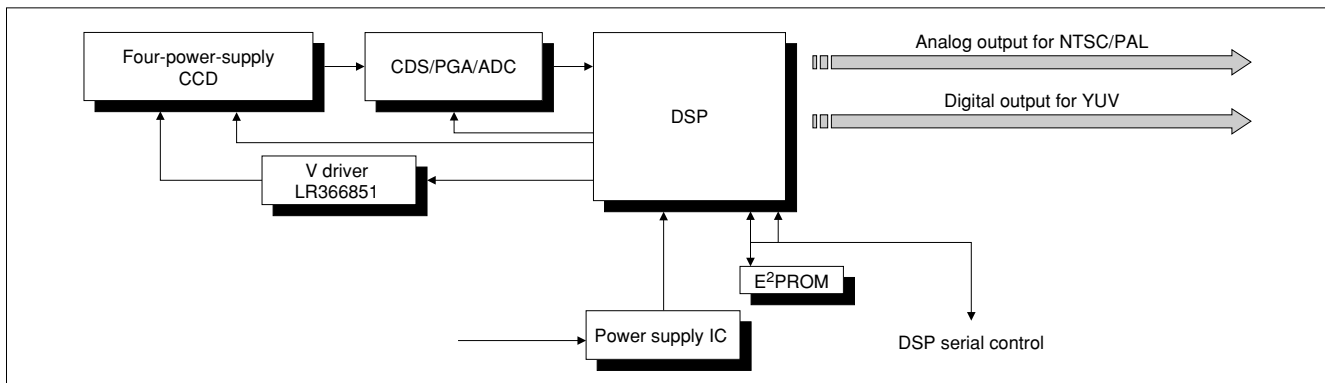 Four-power-supply
CCD
CDS/PGA/ADC
DSP
Analog output for NTSC/PAL
Digital output for YUV
V driver
LR366851
E²PROM
Power supply IC
DSP serial control